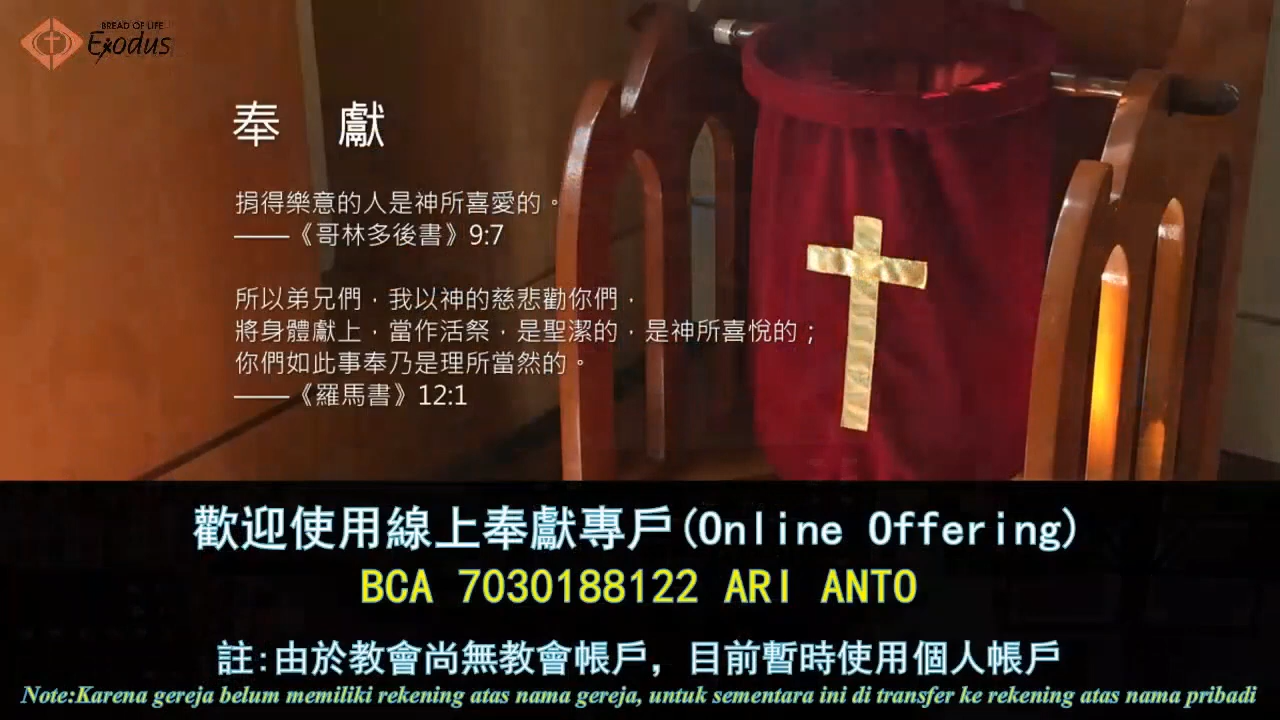 BREAD OF LIFE
Exodus
奉 獻
捐得樂意的人是神所喜愛的。
——《哥林多後書》9:7
所以弟兄們，我以神的慈悲勸你們，
將身體獻上，當作活祭，是聖潔的，是神所喜悅的；
你們如此事奉乃是理所當然的。
——《羅馬書》12:1
歡迎使用線上奉獻專戶(Online Offering)
BCA 7030188122 ARI ANTO
註:由於教會尚無教會帳戶，目前暫時使用個人帳戶
Note:Karena gereja belum memiliki rekening atas nama gereja, untuk sementara ini di transfer ke rekening atas nama pribadi